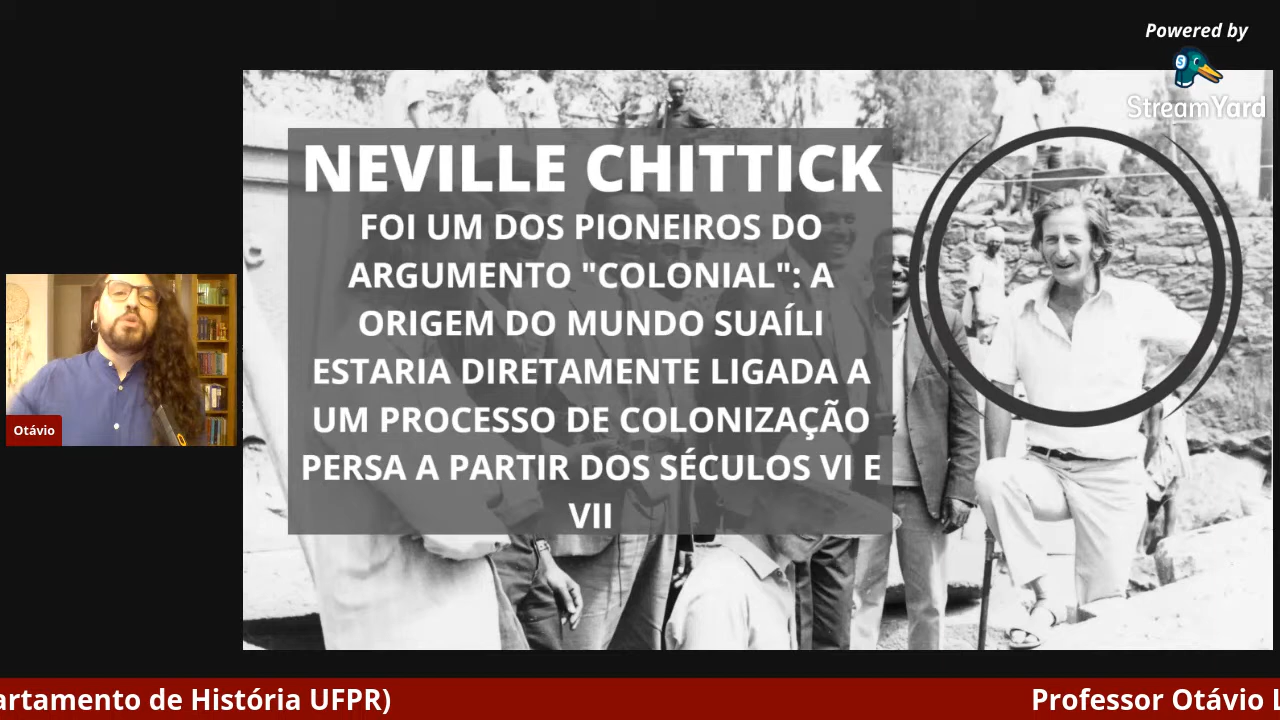 Powered by
StreamYard
NEVILLE CHITTICK
FOI UM DOS PIONEIROS DO
ARGUMENTO "COLONIAL": A
ORIGEM DO MUNDO SUAÍLI
ESTARIA DIRETAMENTE LIGADA A
UM PROCESSO DE COLONIZAÇÃO
PERSA A PARTIR DOS SÉCULOS VI E
VII
Otávio
artamento de História UFPR)
Professor Otávio L